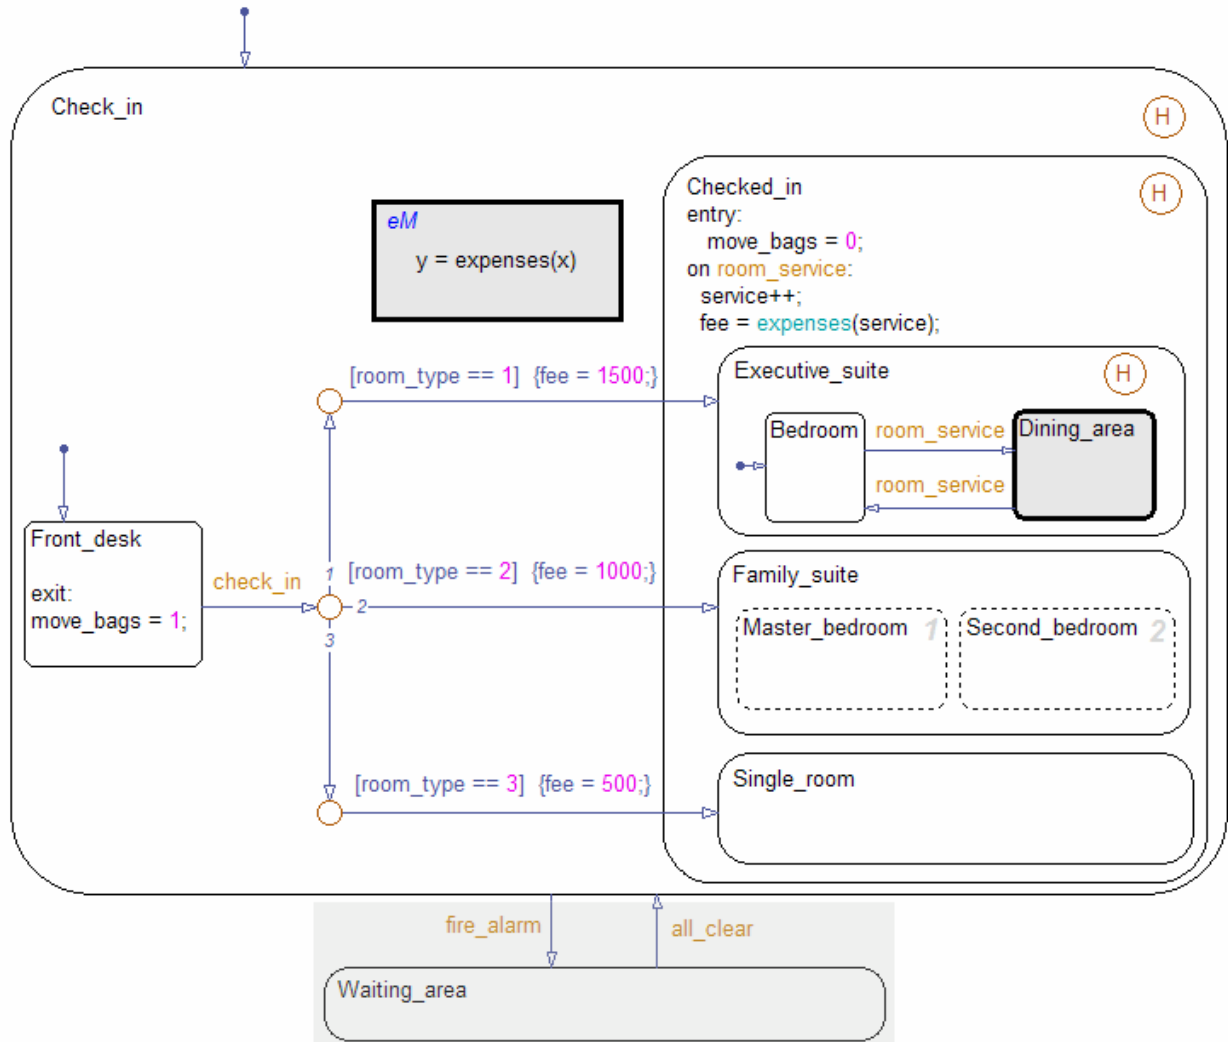 Check_in
H
Checked_in
H
entry:
move_bags = 0;
on room_service:
service++;
fee = expenses(service);
eM
y = expenses(x)
[room_type == 1] {fee = 1500;}
Executive_suite
H
Bedroom
room_service
Dining_area
room_service
Front_desk
exit:
move_bags = 1;
check_in
1
2
3
[room_type == 2] {fee = 1000;}
Family_suite
Master_bedroom 1
Second_bedroom 2
[room_type == 3] {fee = 500;}
Single_room
fire_alarm
all_clear
Waiting_area